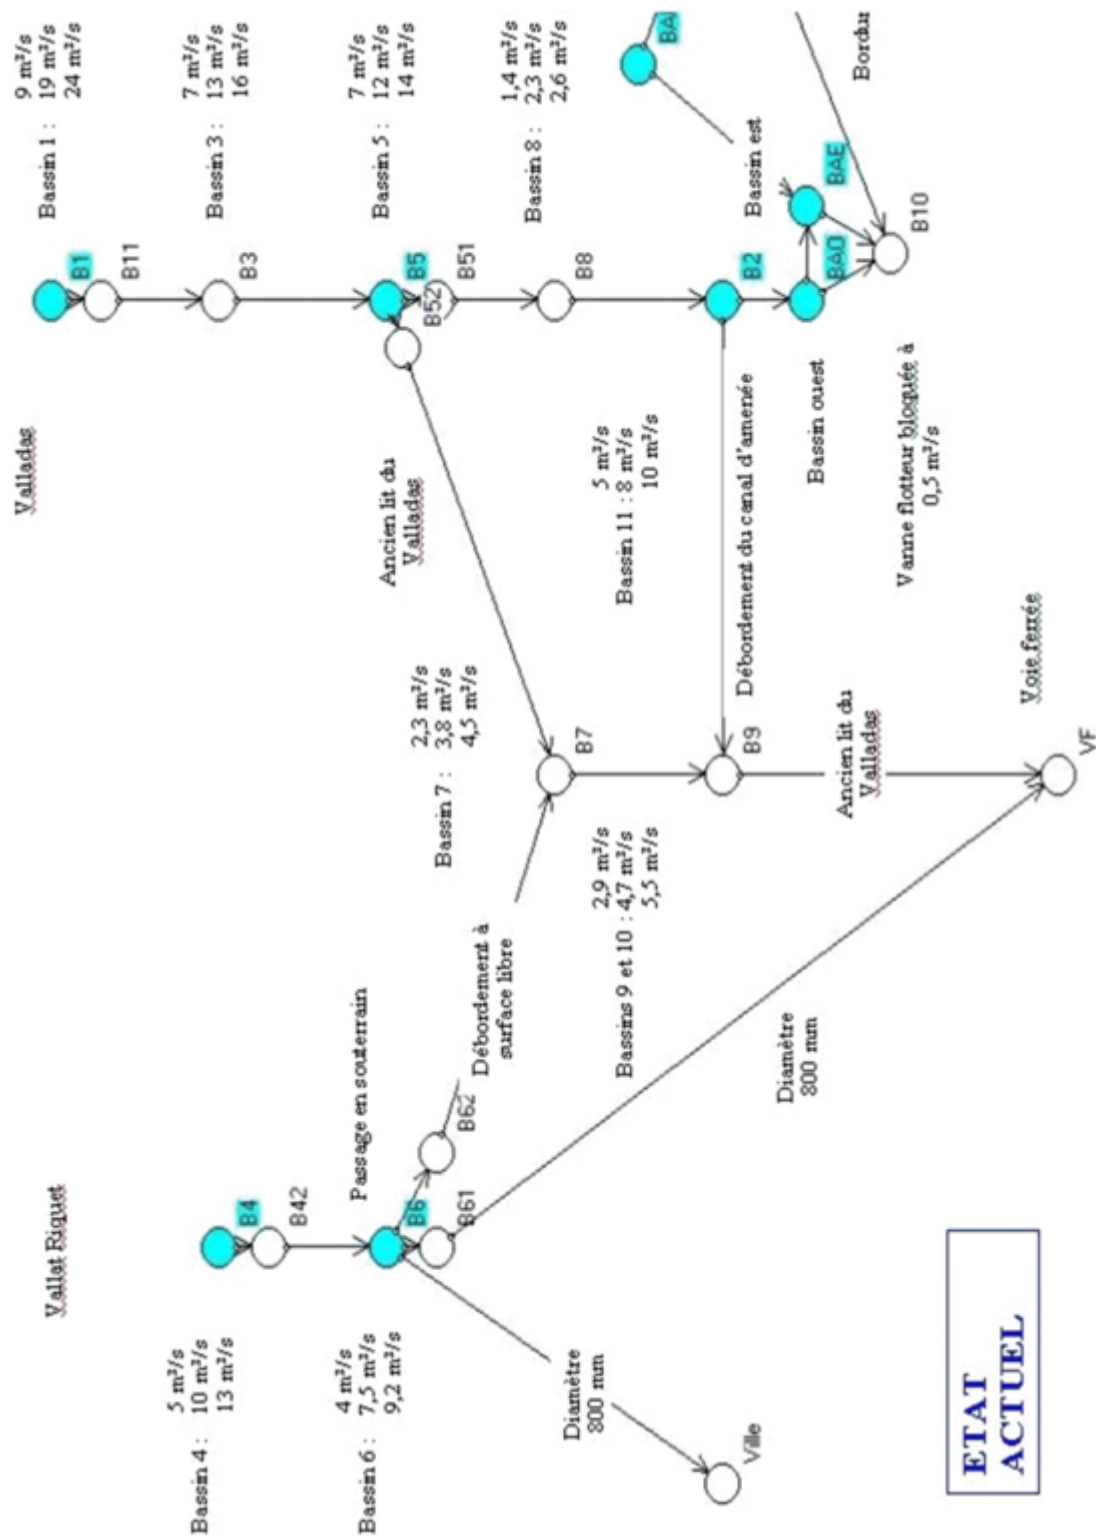 Vallat Riquet
Valladas
9 m³/s
Bassin 1 : 19 m³/s
24 m³/s
B1
B11
7 m³/s
Bassin 3 : 13 m³/s
16 m³/s
B3
5 m³/s
Bassin 4 : 10 m³/s
13 m³/s
B4
B42
Passage en souterrain
4 m³/s
Bassin 6 : 7,5 m³/s
9,2 m³/s
B6
B61
B62
Ancien lit du
Valladas
7 m³/s
Bassin 5 : 12 m³/s
14 m³/s
B5
B51
B52
Débordement à
surface libre
2,3 m³/s
Bassin 7 : 3,8 m³/s
4,5 m³/s
B7
1,4 m³/s
Bassin 8 : 2,3 m³/s
2,6 m³/s
B8
Diamètre
800 mm
Ville
2,9 m³/s
Bassins 9 et 10 : 4,7 m³/s
5,5 m³/s
5 m³/s
Bassin 11 : 8 m³/s
10 m³/s
B9
Débordement du canal d'amenée
B2
Bassin est
Diamètre
800 mm
Ancien lit du
Valladas
Bassin ouest
BAO
BAE
Bordur
Vanne flotteur bloquée à
0,5 m³/s
B10
Voie ferrée
VF
ETAT
ACTUEL